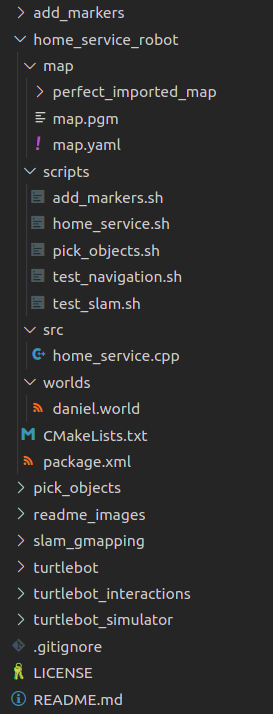 add_markers
home_service_robot
map
perfect_imported_map
map.pgm
map.yaml
scripts
add_markers.sh
home_service.sh
pick_objects.sh
test_navigation.sh
test_slam.sh
src
home_service.cpp
worlds
daniel.world
CMakeLists.txt
package.xml
pick_objects
readme_images
slam_gmapping
turtlebot
turtlebot_interactions
turtlebot_simulator
.gitignore
LICENSE
README.md